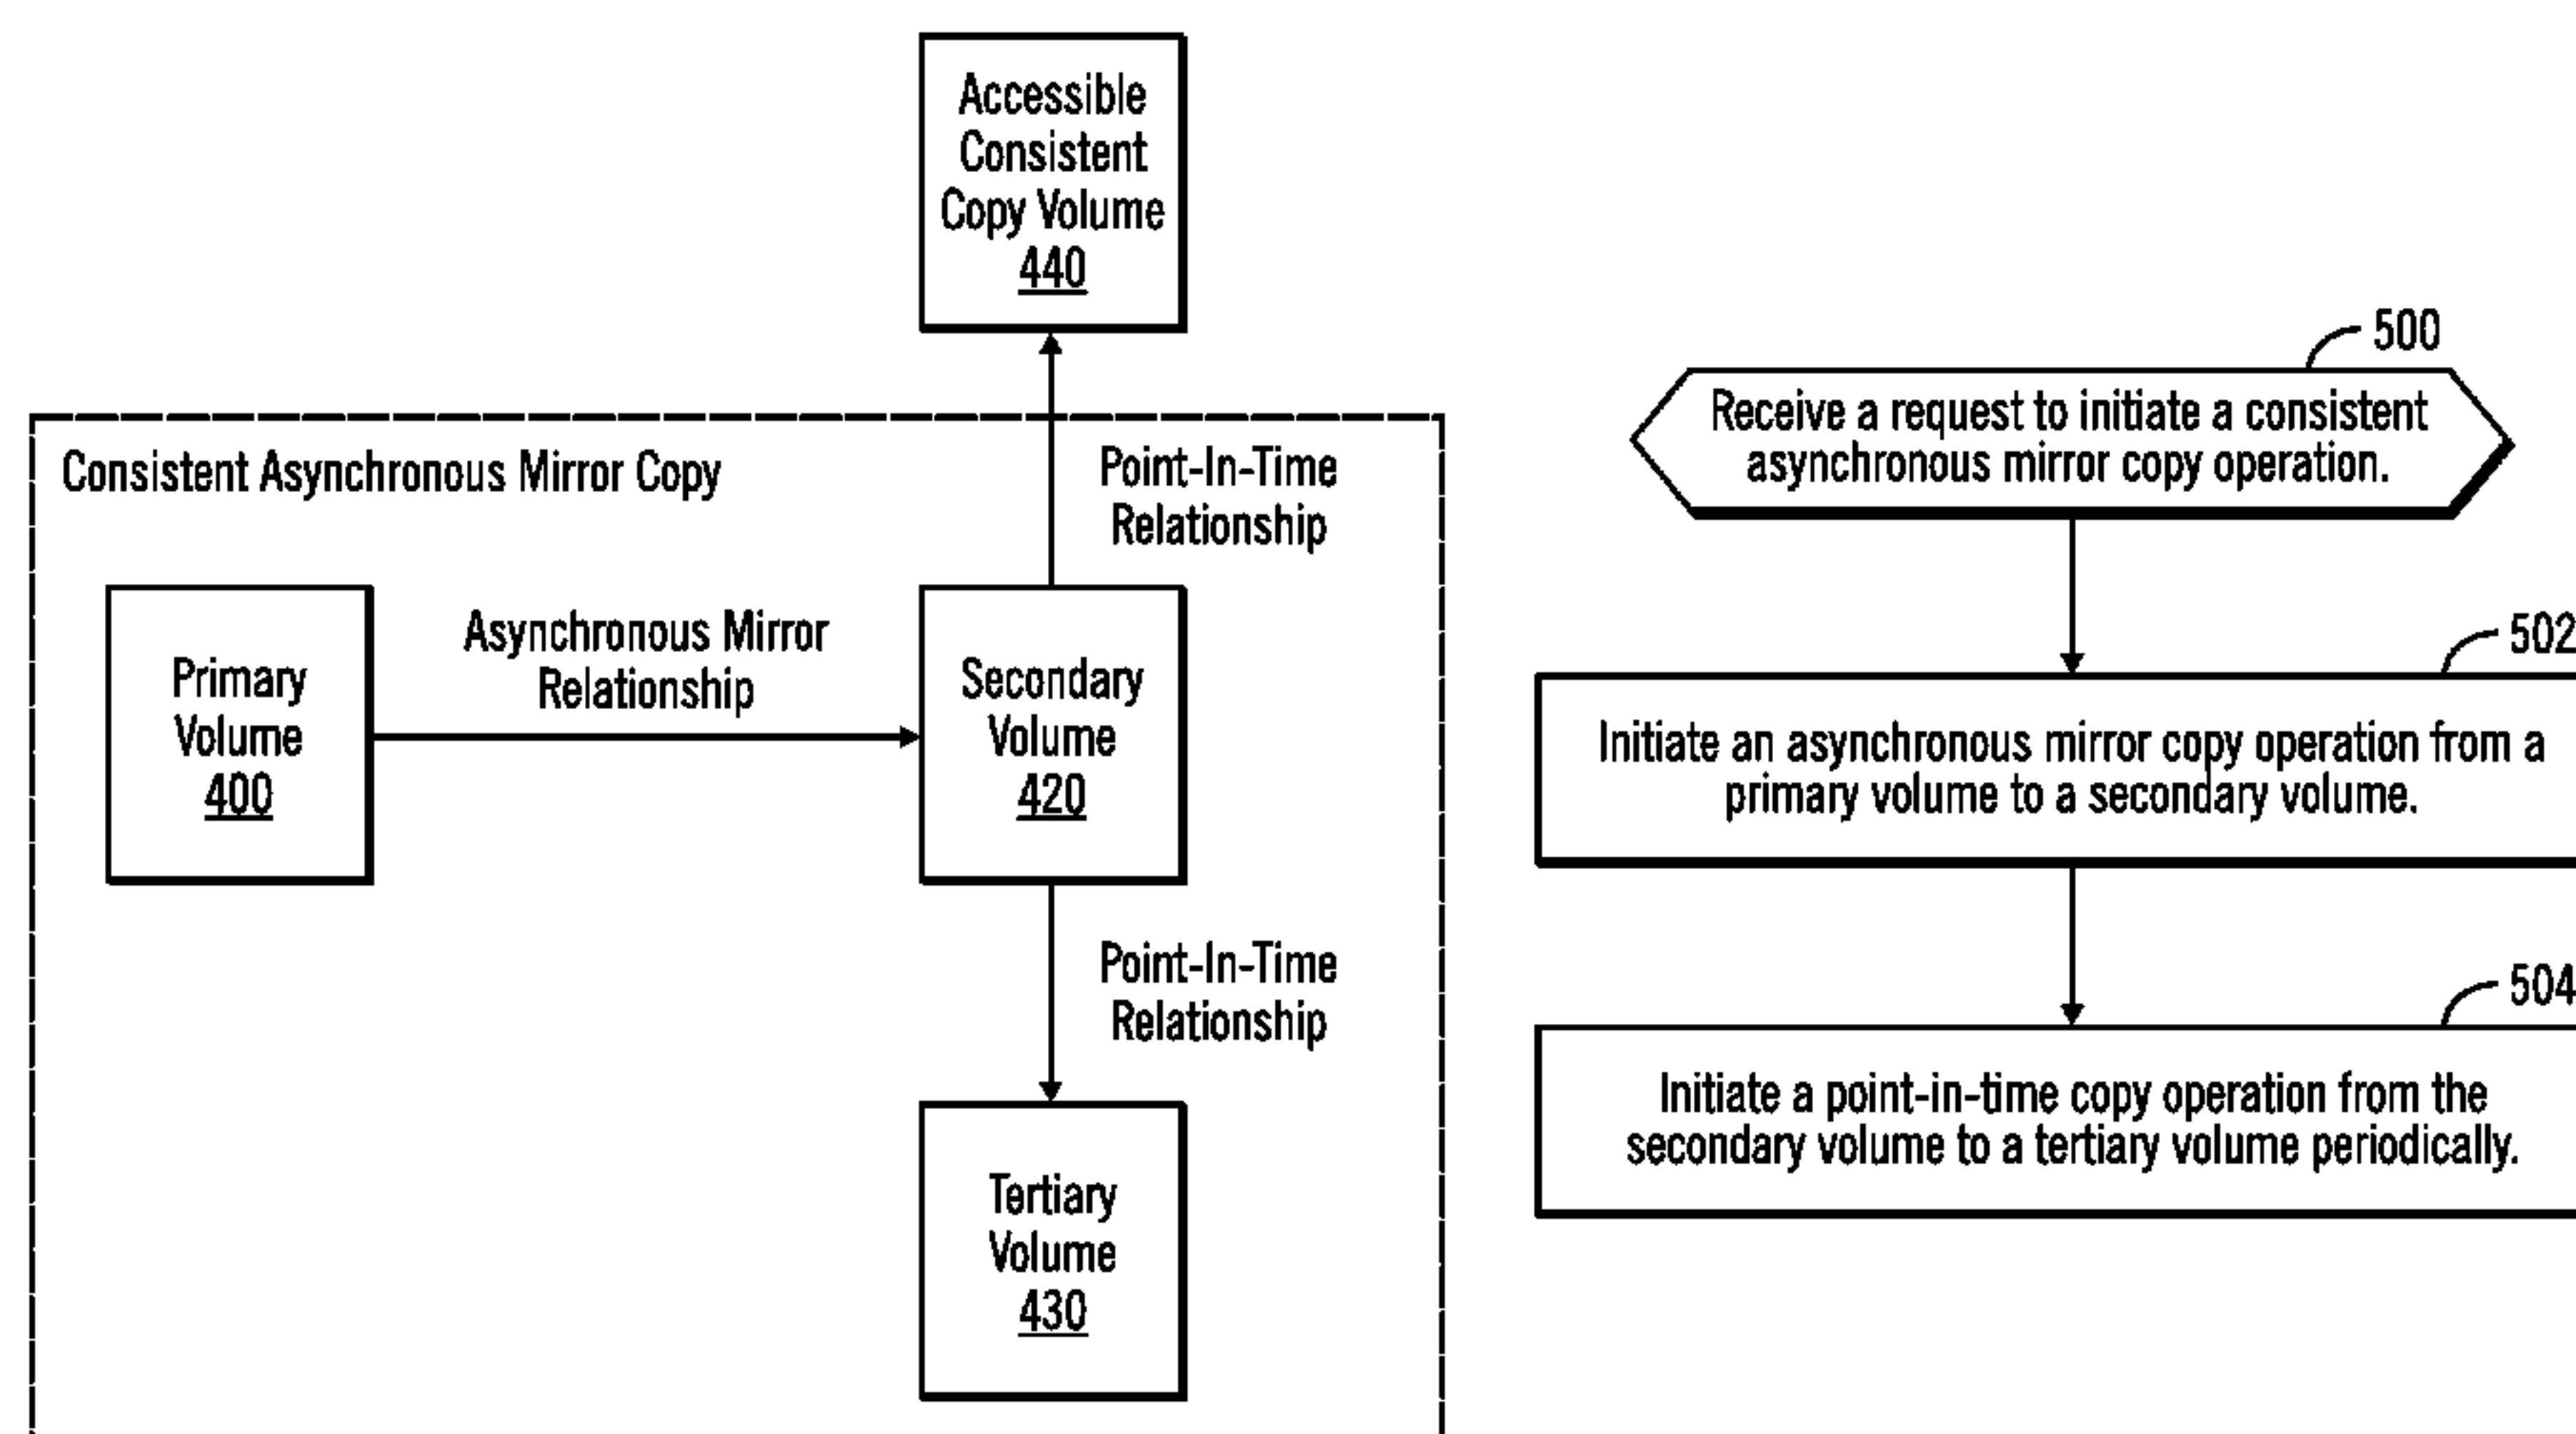 Accessible
Consistent
Copy Volume
440
Consistent Asynchronous Mirror Copy
Point-In-Time
Relationship
Primary
Volume
400
Asynchronous Mirror
Relationship
Secondary
Volume
420
Point-In-Time
Relationship
Tertiary
Volume
430
500
Receive a request to initiate a consistent
asynchronous mirror copy operation.
502
Initiate an asynchronous mirror copy operation from a
primary volume to a secondary volume.
504
Initiate a point-in-time copy operation from the
secondary volume to a tertiary volume periodically.